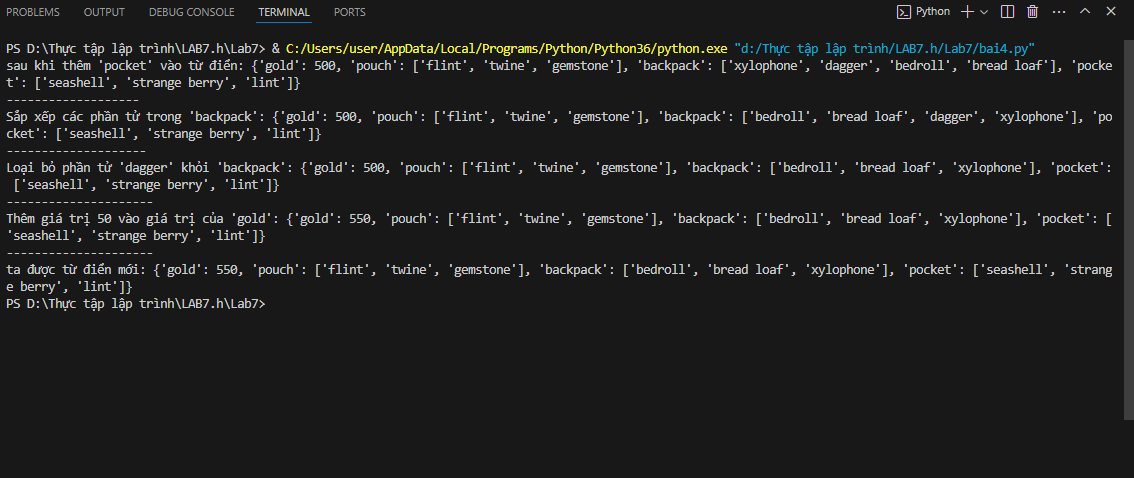 PROBLEMS OUTPUT DEBUG CONSOLE TERMINAL PORTS Python
PS D:\Thực tập lập trình\LAB7.h\Lab7> & C:/Users/user/AppData/Local/Programs/Python/Python36/python.exe "d:/Thực tập lập trình/LAB7.h/Lab7/bai4.py"
sau khi thêm 'pocket' vào từ điển: {'gold': 500, 'pouch': ['flint', 'twine', 'gemstone'], 'backpack': ['xylophone', 'dagger', 'bedroll', 'bread loaf'], 'pocke
t': ['seashell', 'strange berry', 'lint']}
-------------------
Sắp xếp các phần tử trong 'backpack': {'gold': 500, 'pouch': ['flint', 'twine', 'gemstone'], 'backpack': ['bedroll', 'bread loaf', 'dagger', 'xylophone'], 'po
cket': ['seashell', 'strange berry', 'lint']}
--------------------
Loại bỏ phần tử 'dagger' khỏi 'backpack': {'gold': 500, 'pouch': ['flint', 'twine', 'gemstone'], 'backpack': ['bedroll', 'bread loaf', 'xylophone'], 'pocket':
 ['seashell', 'strange berry', 'lint']}
---------------------
Thêm giá trị 50 vào giá trị của 'gold': {'gold': 550, 'pouch': ['flint', 'twine', 'gemstone'], 'backpack': ['bedroll', 'bread loaf', 'xylophone'], 'pocket': [
'seashell', 'strange berry', 'lint']}
---------------------
ta được từ điển mới: {'gold': 550, 'pouch': ['flint', 'twine', 'gemstone'], 'backpack': ['bedroll', 'bread loaf', 'xylophone'], 'pocket': ['seashell', 'strang
e berry', 'lint']}
PS D:\Thực tập lập trình\LAB7.h\Lab7>